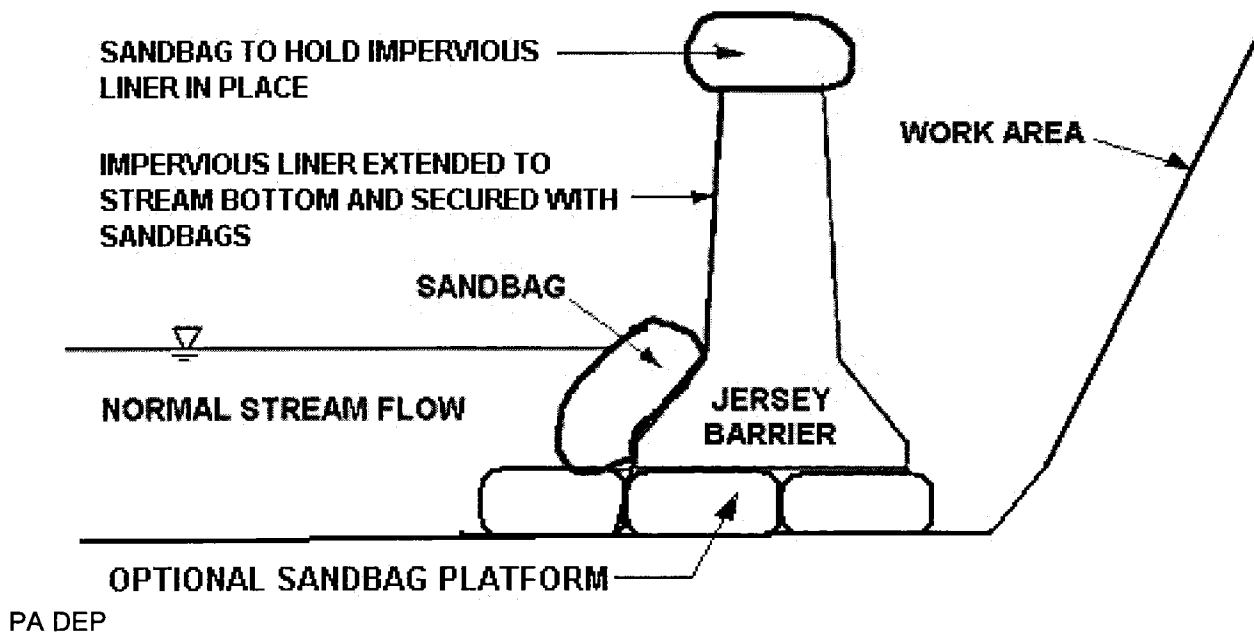 SANDBAG TO HOLD IMPERVIOUS
LINER IN PLACE
WORK AREA
IMPERVIOUS LINER EXTENDED TO
STREAM BOTTOM AND SECURED WITH
SANDBAGS
SANDBAG
NORMAL STREAM FLOW
JERSEY
BARRIER
OPTIONAL SANDBAG PLATFORM
PA DEP